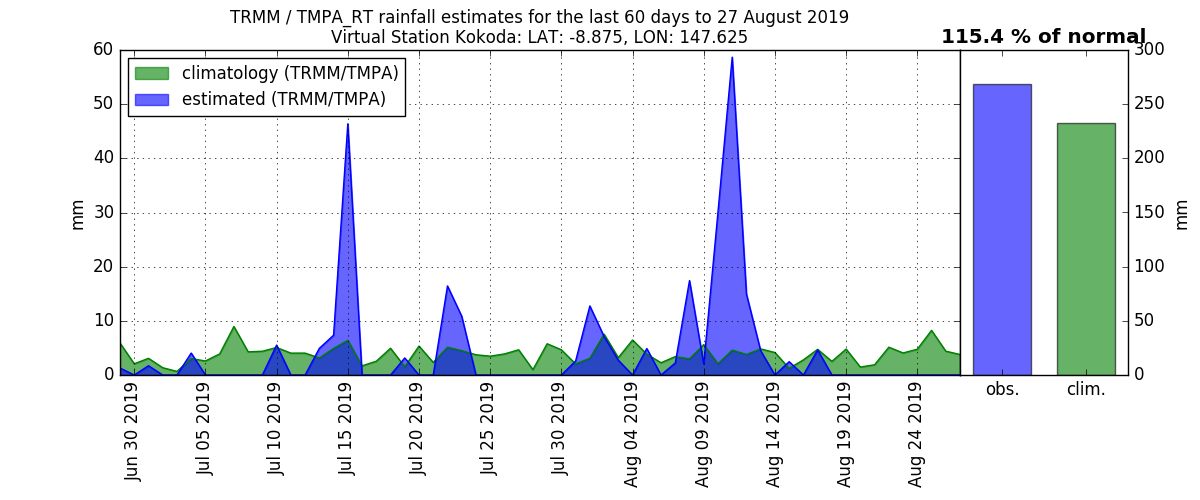 TRMM / TMPA_RT rainfall estimates for the last 60 days to 27 August 2019
Virtual Station Kokoda: LAT: -8.875, LON: 147.625
115.4 % of normal
climatology (TRMM/TMPA)
estimated (TRMM/TMPA)
60
50
40
30
20
10
0
mm
Jun 30 2019
Jul 05 2019
Jul 10 2019
Jul 15 2019
Jul 20 2019
Jul 25 2019
Jul 30 2019
Aug 04 2019
Aug 09 2019
Aug 14 2019
Aug 19 2019
Aug 24 2019
obs.
clim.
300
250
200
150
100
50
0
mm